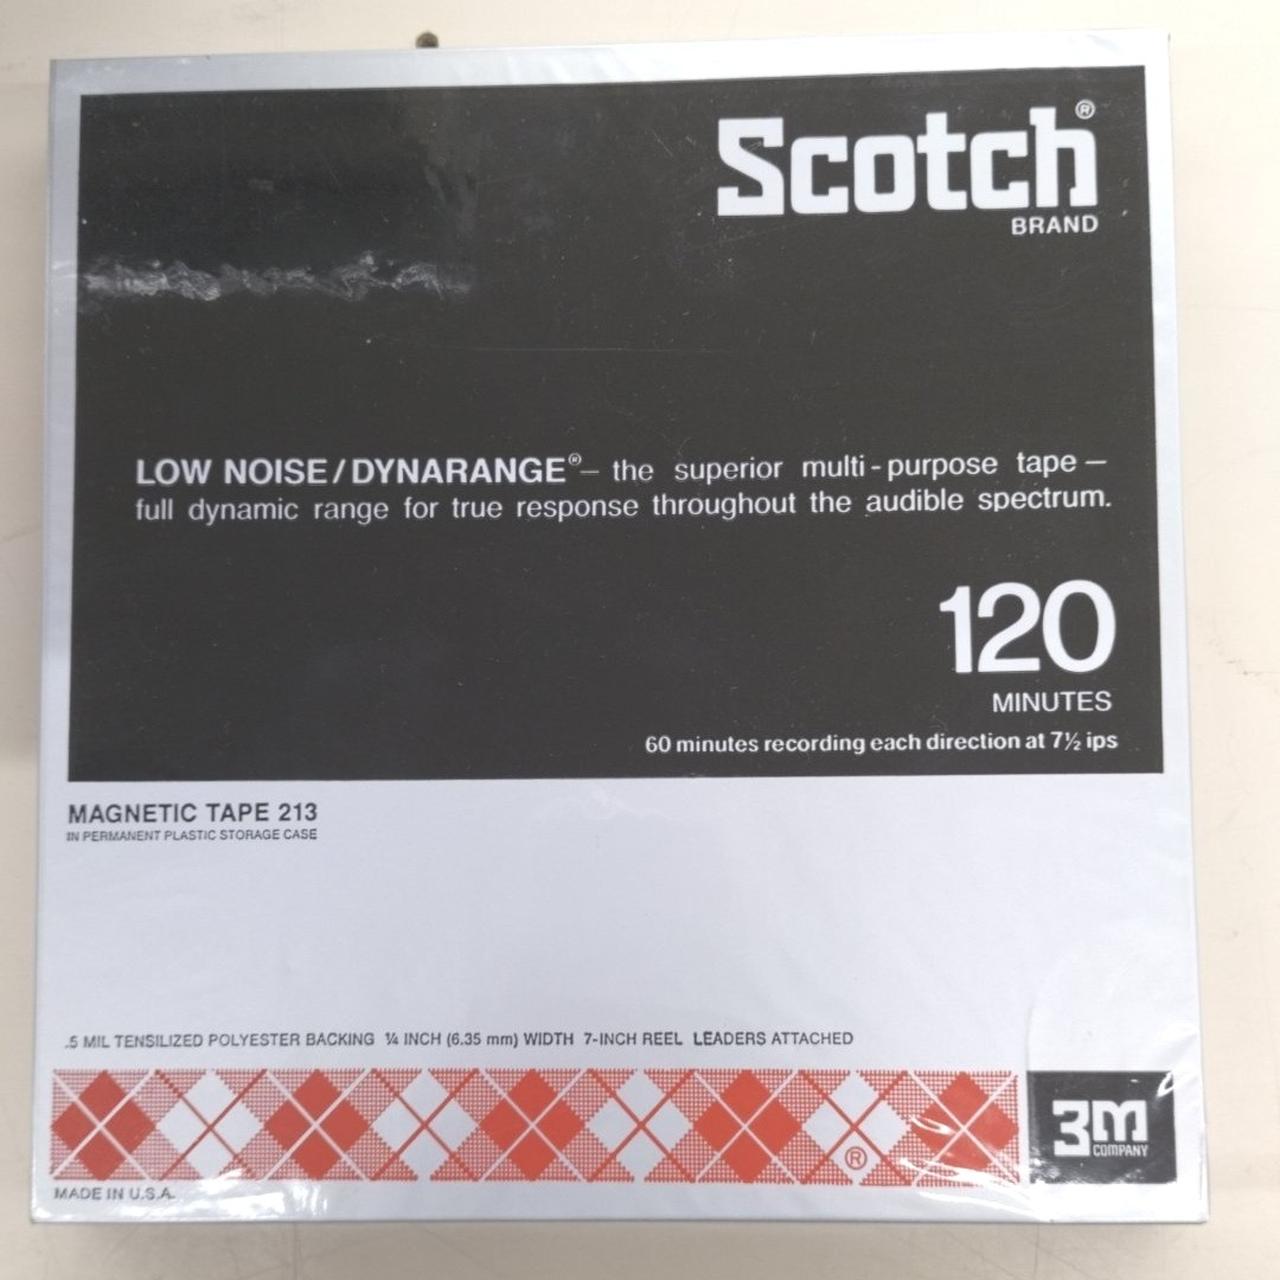 Scotch®
BRAND
LOW NOISE/DYNARANGE®— the superior multi-purpose tape —
full dynamic range for true response throughout the audible spectrum.
120
MINUTES
60 minutes recording each direction at 7½ ips
MAGNETIC TAPE 213
IN PERMANENT PLASTIC STORAGE CASE
.5 MIL TENSILIZED POLYESTER BACKING ¼ INCH (6.35 mm) WIDTH 7-INCH REEL LEADERS ATTACHED
®
3M
COMPANY
MADE IN U.S.A.